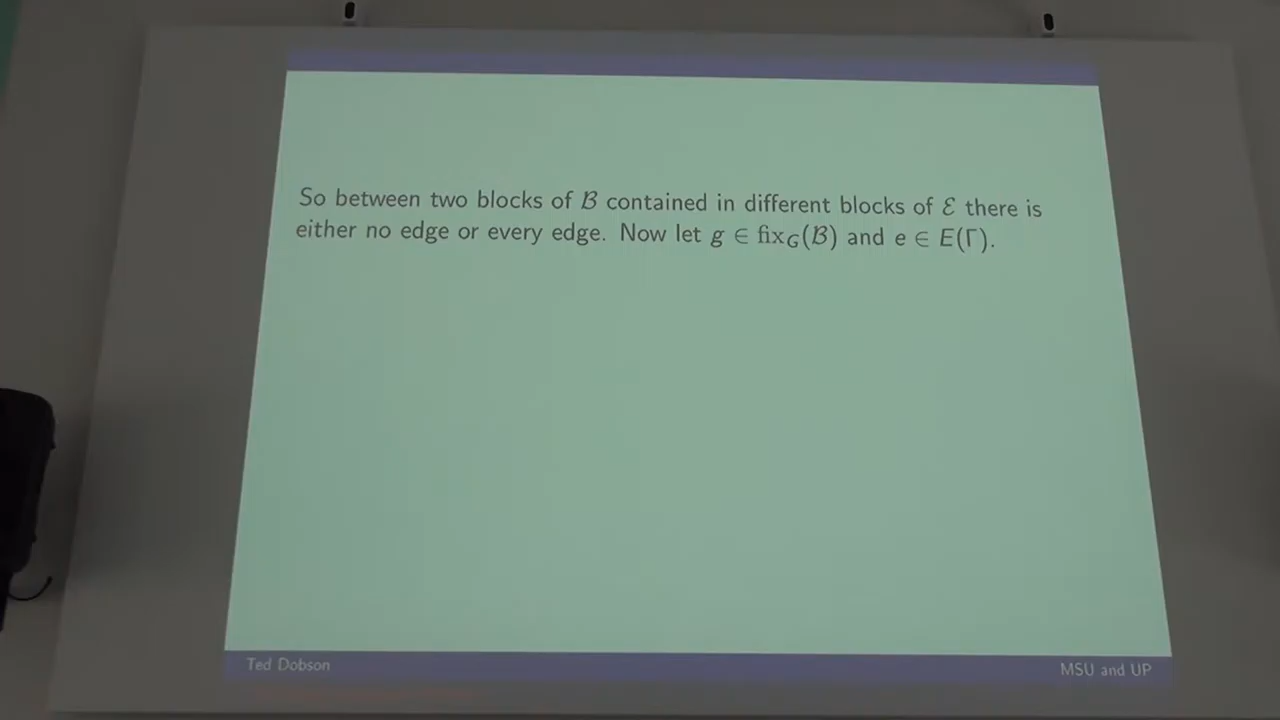 So between two blocks of ℬ contained in different blocks of ℰ there is
either no edge or every edge. Now let g ∈ fix_G(ℬ) and e ∈ E(Γ).
Ted Dobson
MSU and UP